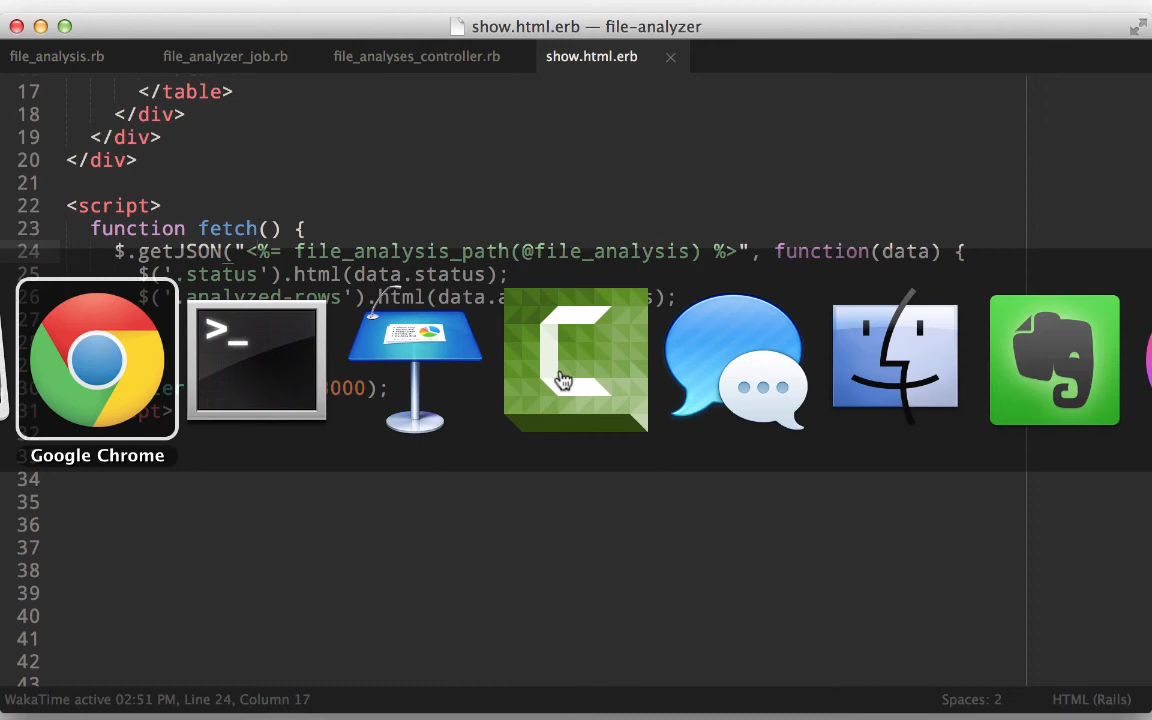 show.html.erb — file-analyzer
file_analysis.rb
file_analyzer_job.rb
file_analyses_controller.rb
show.html.erb
17 </table>
18 </div>
19 </div>
20 </div>
21
22 <script>
23 function fetch() {
24 $.getJSON("<%= file_analysis_path(@file_analysis) %>", function(data) {
25 $('.status').html(data.status);
>_
Google Chrome
34
35
36
37
38
39
40
41
42
43
WakaTime active 02:51 PM, Line 24, Column 17
Spaces: 2
HTML (Rails)